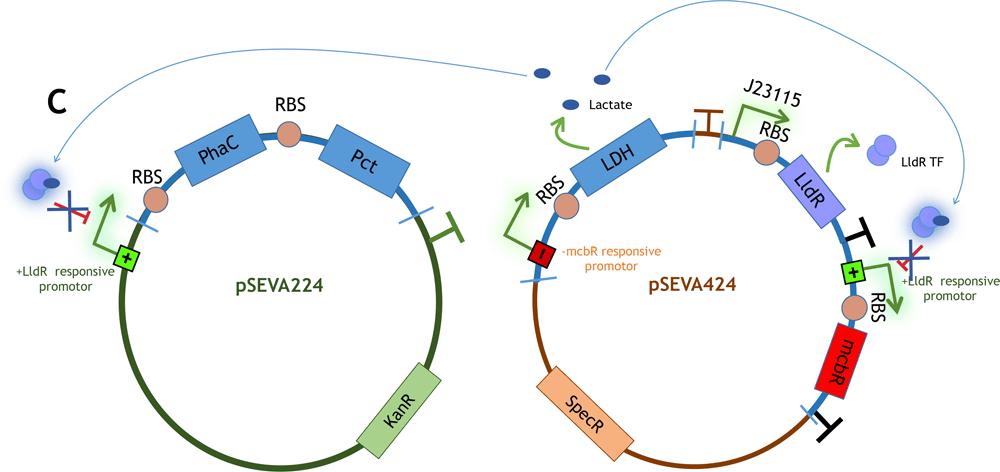 C
RBS
PhaC
Pct
RBS
+LldR responsive
promotor
pSEVA224
KanR
Lactate
J23115
RBS
LDH
RBS
LldR
LldR TF
-
-mcbR responsive
promotor
pSEVA424
+
+
+LldR responsive
promotor
RBS
mcbR
SpecR